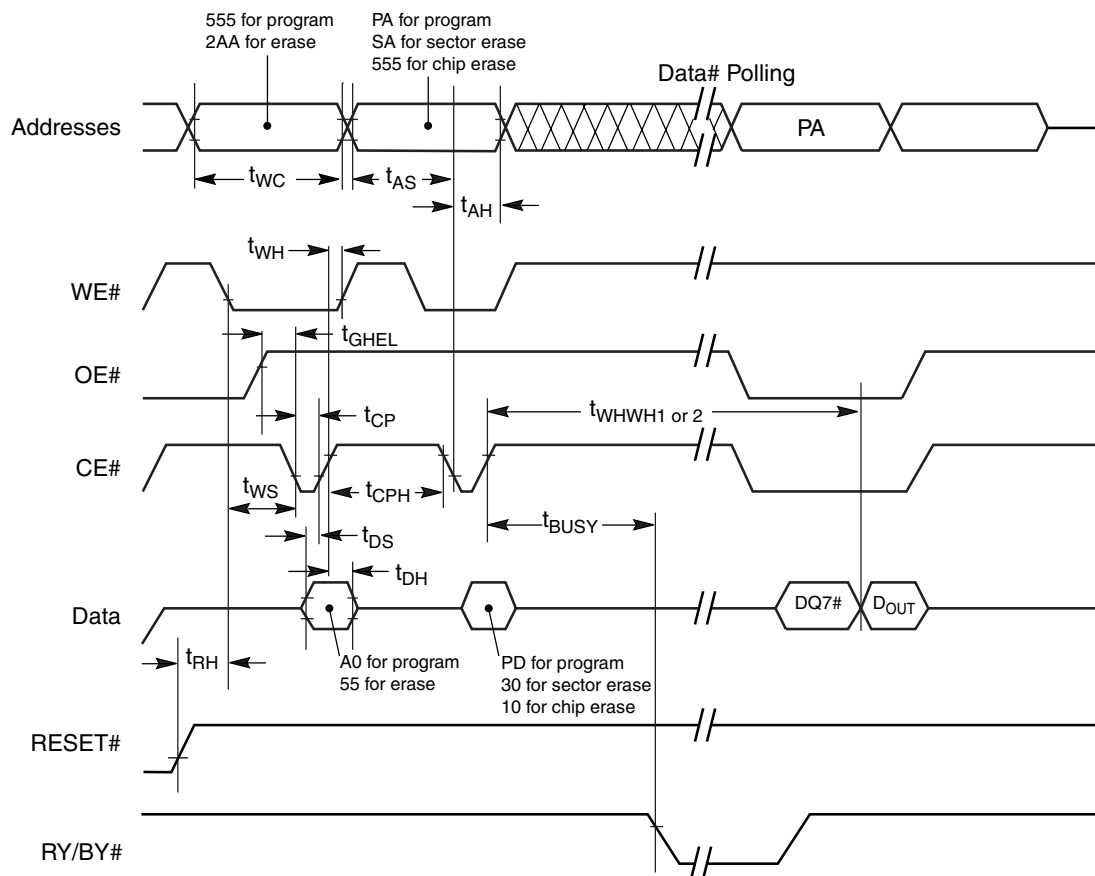 555 for program
2AA for erase
PA for program
SA for sector erase
555 for chip erase
Data# Polling
Addresses
PA
tWC
tAS
tAH
tWH
WE#
tGHEL
OE#
tCP
tWHWH1 or 2
CE#
tWS
tCPH
tBUSY
tDS
tDH
Data
DQ7#
DOUT
tRH
A0 for program
55 for erase
PD for program
30 for sector erase
10 for chip erase
RESET#
RY/BY#